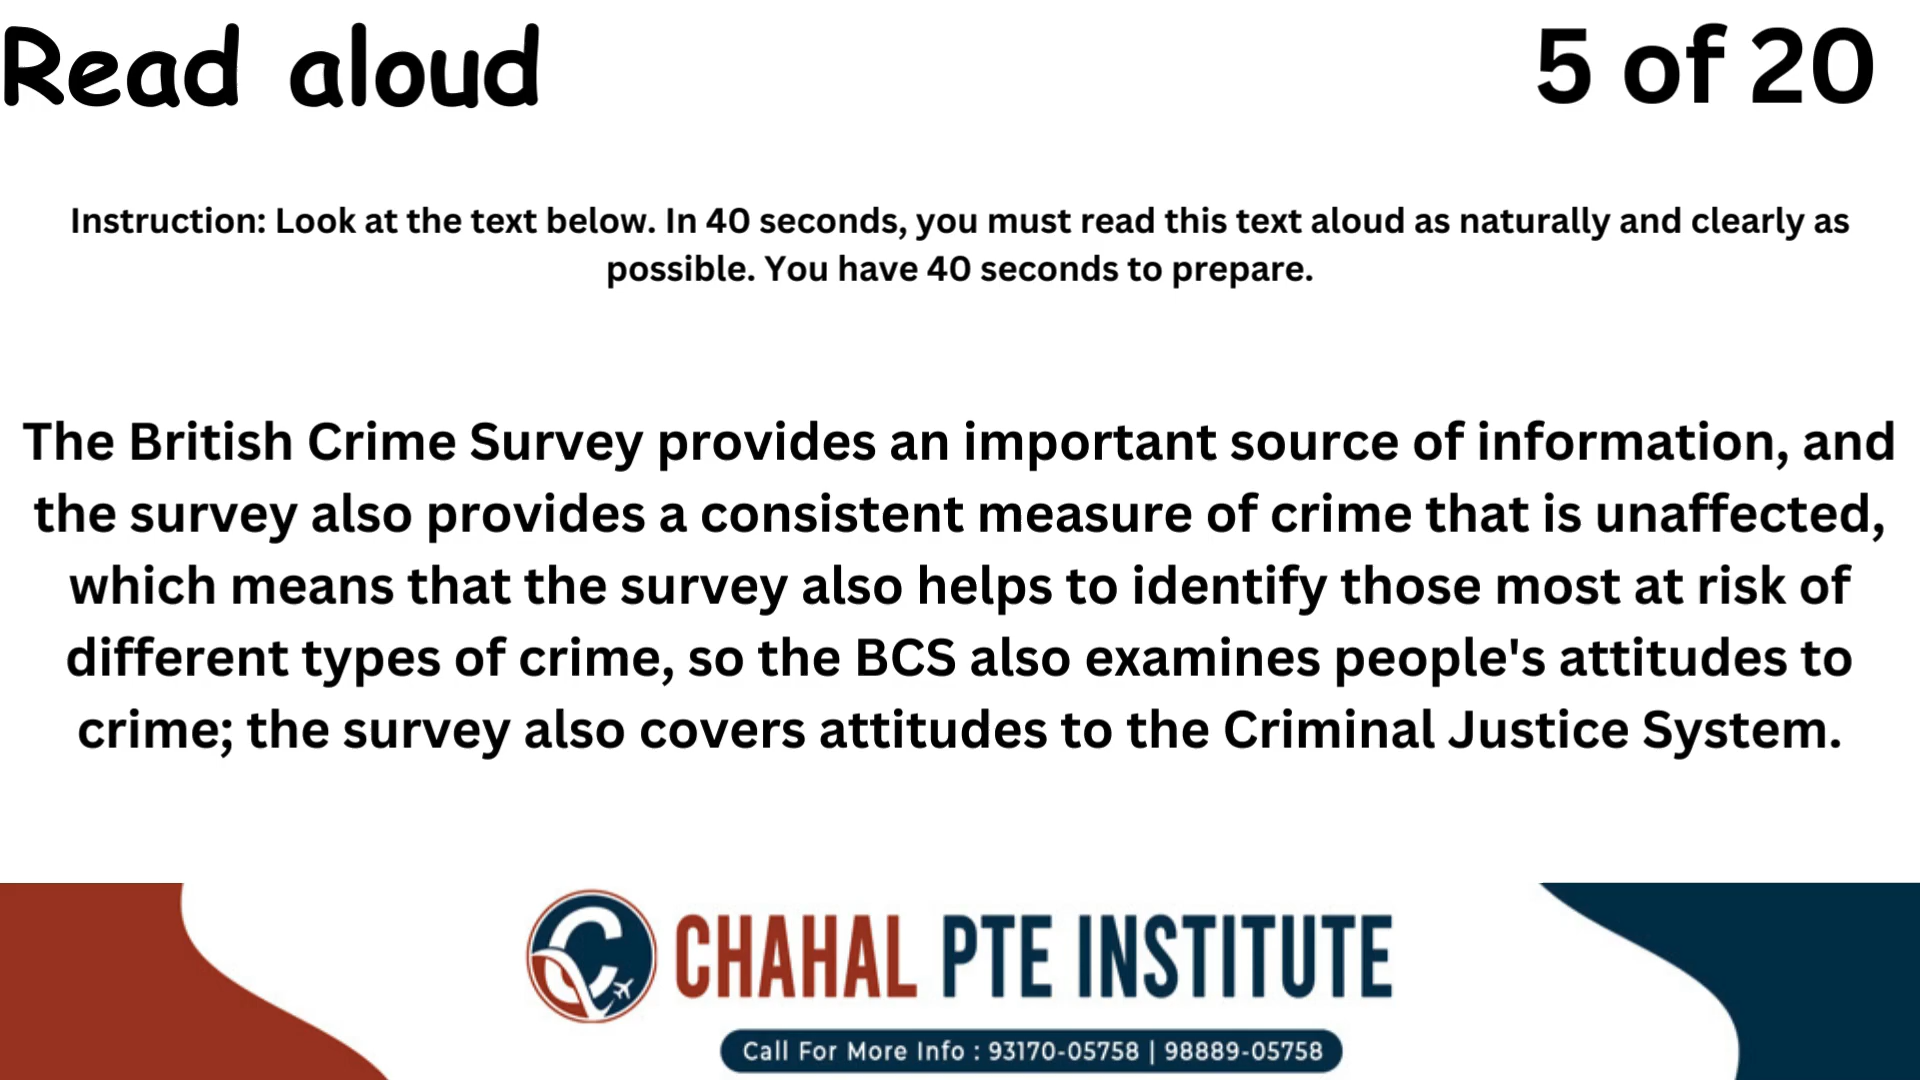 Read aloud
5 of 20
Instruction: Look at the text below. In 40 seconds, you must read this text aloud as naturally and clearly as
possible. You have 40 seconds to prepare.
The British Crime Survey provides an important source of information, and
the survey also provides a consistent measure of crime that is unaffected,
which means that the survey also helps to identify those most at risk of
different types of crime, so the BCS also examines people's attitudes to
crime; the survey also covers attitudes to the Criminal Justice System.
CHAHAL PTE INSTITUTE
Call For More Info : 93170-05758 | 98889-05758